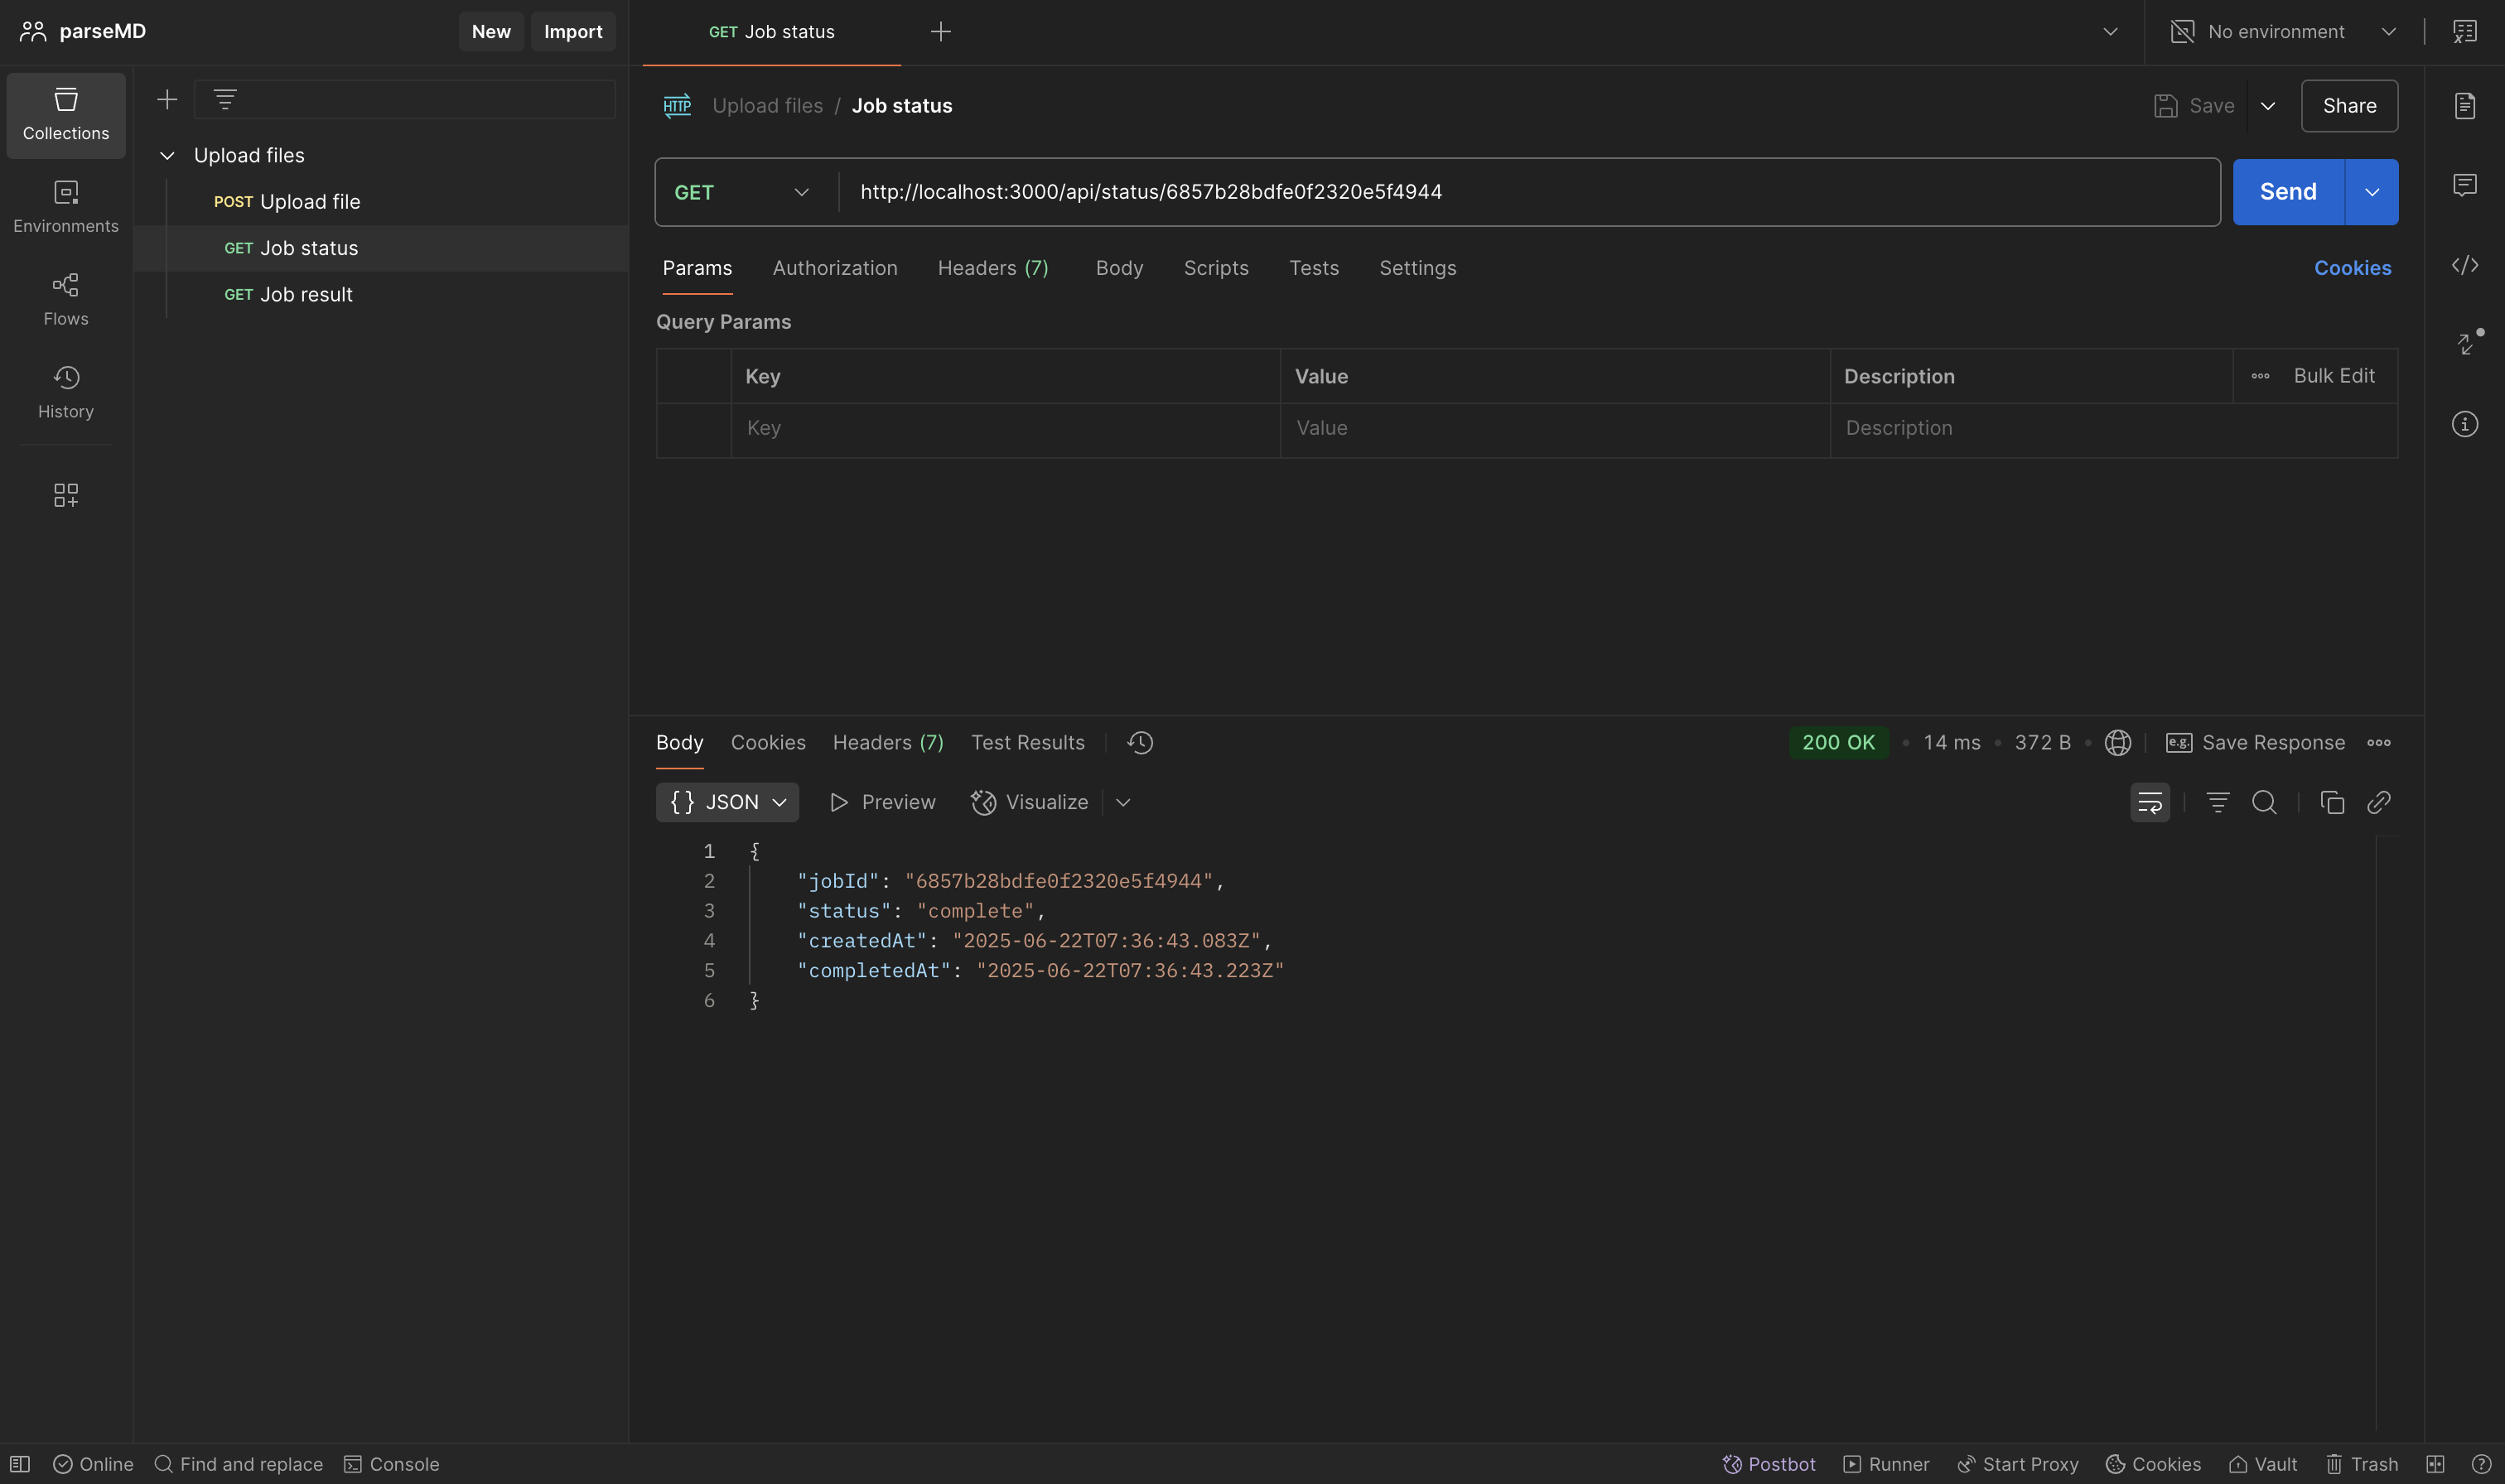 parseMD
New
Import
GET Job status
No environment
Collections
Environments
Flows
History
Upload files
POST Upload file
GET Job status
GET Job result
HTTP
Upload files / Job status
Save
Share
GET
http://localhost:3000/api/status/6857b28bdfe0f2320e5f4944
Send
Params
Authorization
Headers (7)
Body
Scripts
Tests
Settings
Cookies
Query Params
Key
Value
Description
Bulk Edit
Key
Value
Description
Body
Cookies
Headers (7)
Test Results
200 OK
14 ms
372 B
e.g.
Save Response
{} JSON
Preview
Visualize
1 {
2 "jobId": "6857b28bdfe0f2320e5f4944",
3 "status": "complete",
4 "createdAt": "2025-06-22T07:36:43.083Z",
5 "completedAt": "2025-06-22T07:36:43.223Z"
6 }
Online
Find and replace
Console
Postbot
Runner
Start Proxy
Cookies
Vault
Trash